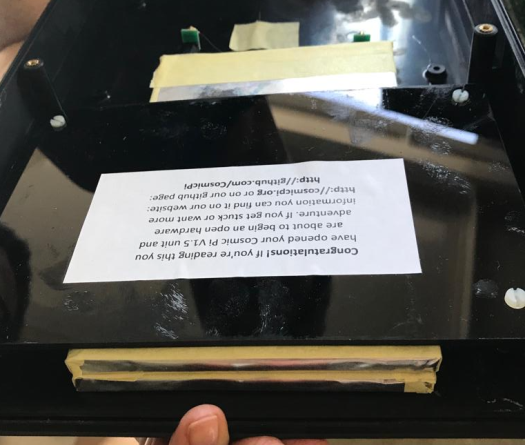 Congratulations! If you're reading this you
have opened your Cosmic Pi V1.5 unit and
are about to begin an open hardware
adventure. If you get stuck or want more
information you can find it on our website:
http://cosmicpi.org or on our github page:
http://github.com/CosmicPi